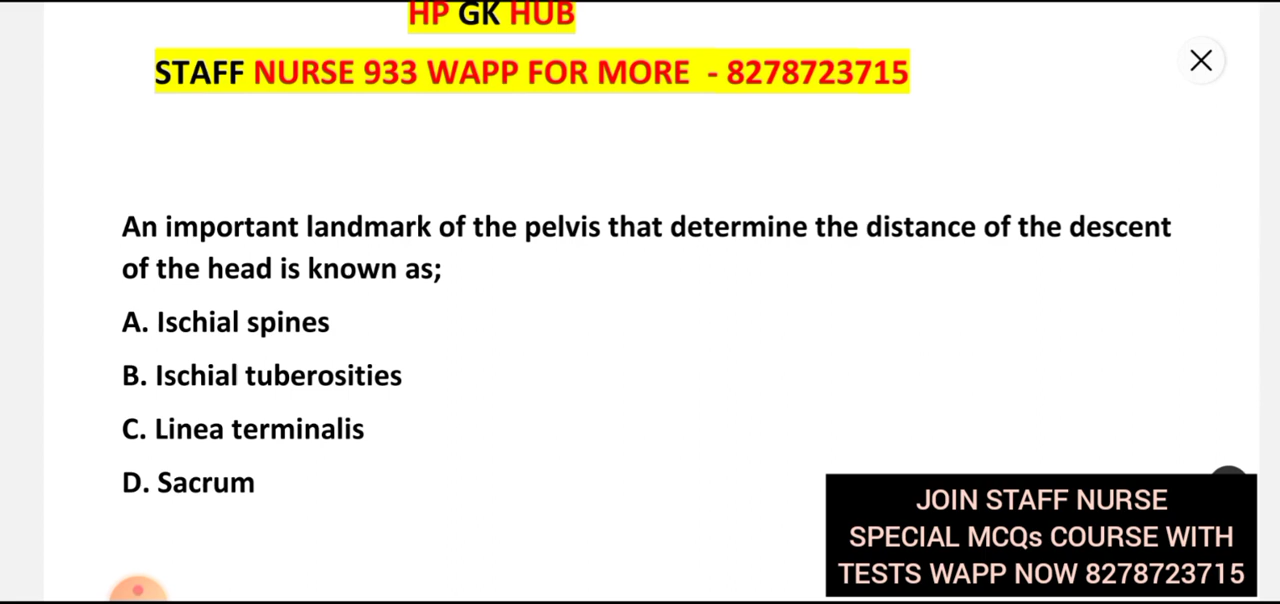 HP GK HUB
STAFF NURSE 933 WAPP FOR MORE - 8278723715
An important landmark of the pelvis that determine the distance of the descent
of the head is known as;
A. Ischial spines
B. Ischial tuberosities
C. Linea terminalis
D. Sacrum
JOIN STAFF NURSE
SPECIAL MCQs COURSE WITH
TESTS WAPP NOW 8278723715